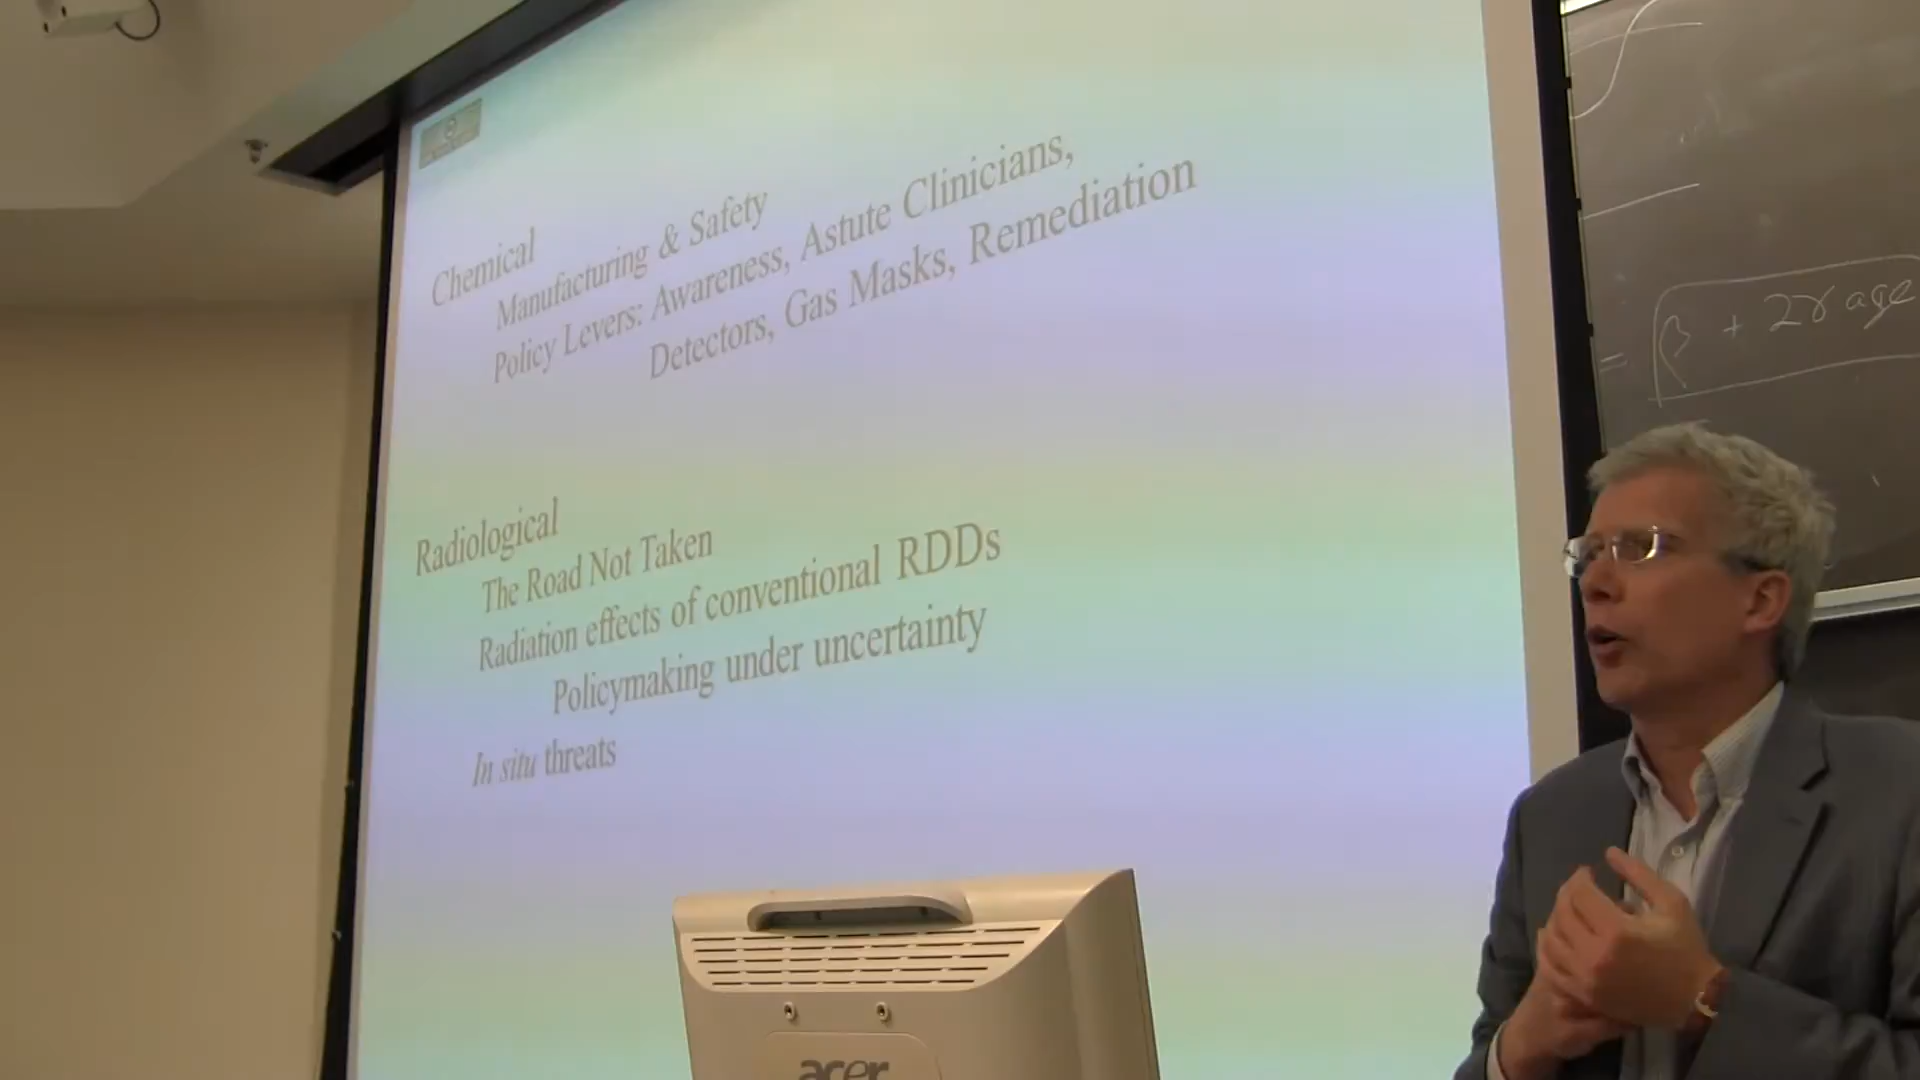 Chemical
Manufacturing & Safety
Policy Levers: Awareness, Astute Clinicians,
Detectors, Gas Masks, Remediation
Radiological
The Road Not Taken
Radiation effects of conventional RDDs
Policymaking under uncertainty
In situ threats
= β + 2γ age
acer